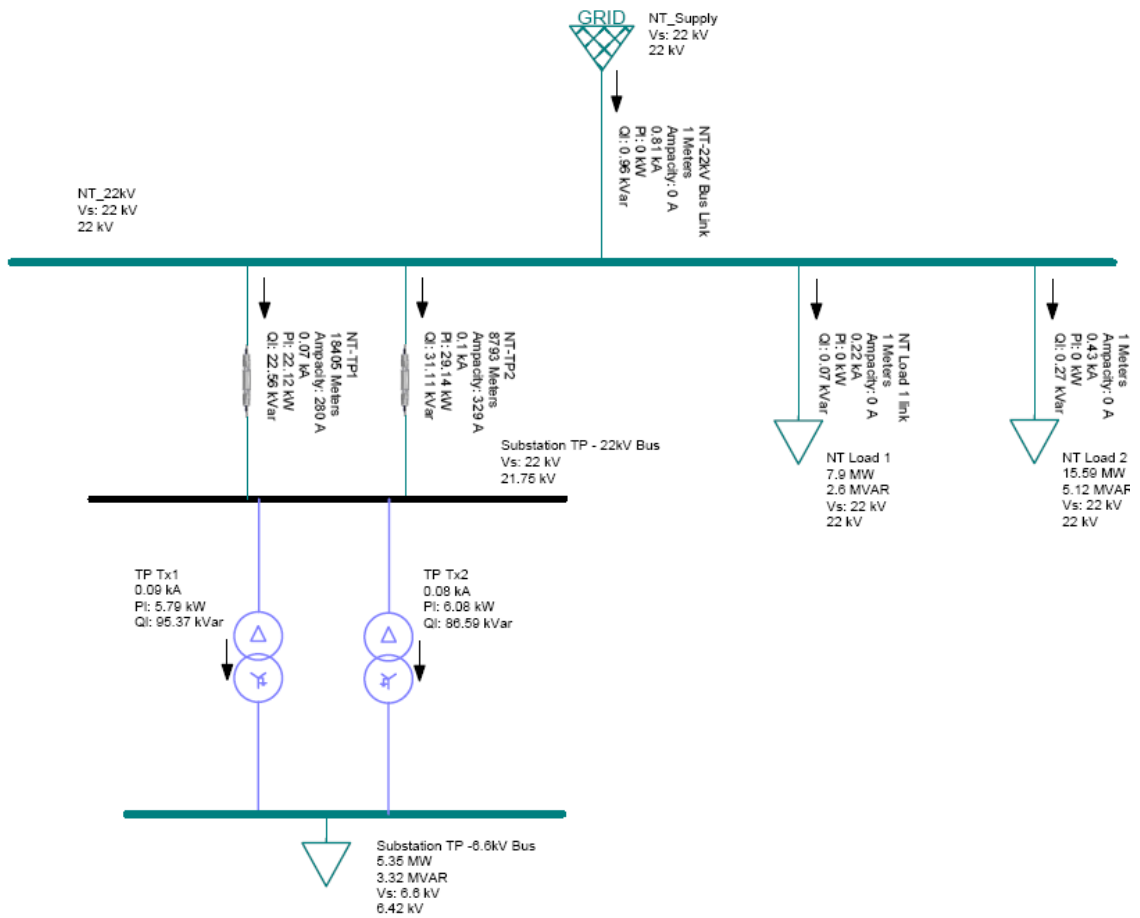 GRID
NT_Supply
Vs: 22 kV
22 kV
NT-22kV Bus Link
1 Meters
Ampacity: 0 A
0.81 kA
Pl: 0 kW
Ql: 0.96 kVar
NT_22kV
Vs: 22 kV
22 kV
NT-TP1
18405 Meters
Ampacity: 280 A
0.07 kA
Pl: 22.12 kW
Ql: 22.56 kVar
NT-TP2
8793 Meters
Ampacity: 329 A
0.1 kA
Pl: 29.14 kW
Ql: 31.11 kVar
NT Load 1 link
1 Meters
Ampacity: 0 A
0.22 kA
Pl: 0 kW
Ql: 0.07 kVar
1 Meters
Ampacity: 0 A
0.43 kA
Pl: 0 kW
Ql: 0.27 kVar
Substation TP - 22kV Bus
Vs: 22 kV
21.75 kV
NT Load 1
7.9 MW
2.6 MVAR
Vs: 22 kV
22 kV
NT Load 2
15.59 MW
5.12 MVAR
Vs: 22 kV
22 kV
TP Tx1
0.09 kA
Pl: 5.79 kW
Ql: 95.37 kVar
TP Tx2
0.08 kA
Pl: 6.08 kW
Ql: 86.59 kVar
Substation TP -6.6kV Bus
5.35 MW
3.32 MVAR
Vs: 6.6 kV
6.42 kV